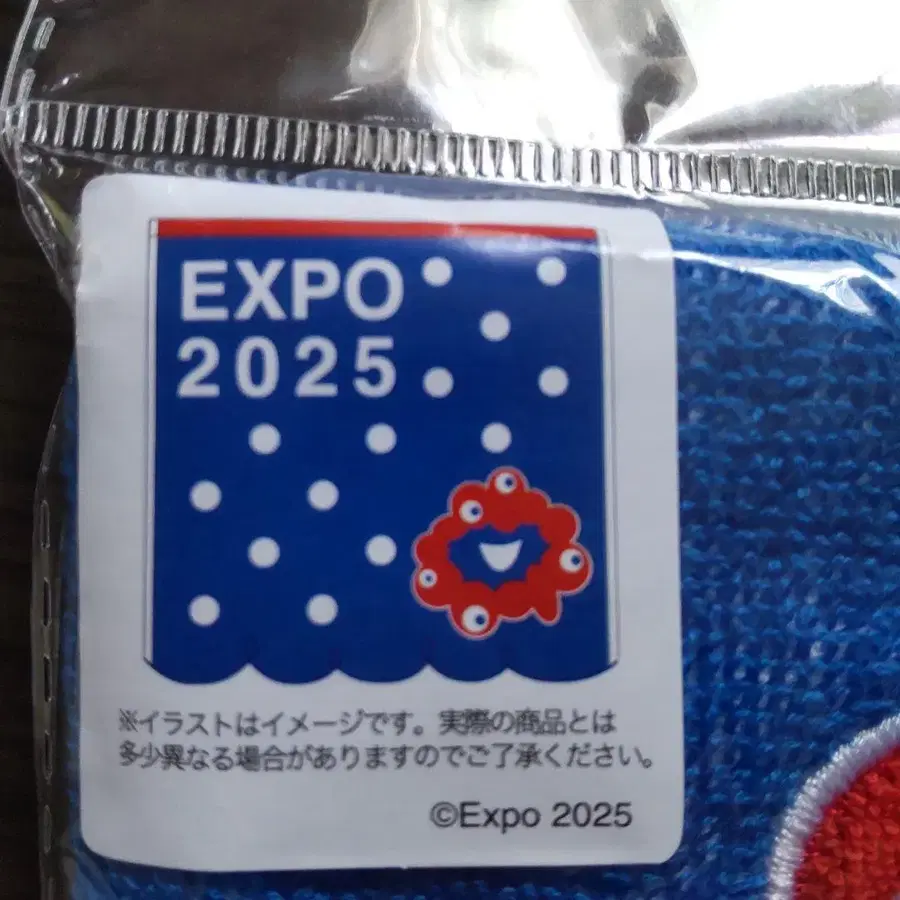 EXPO
2025
※イラストはイメージです。実際の商品とは
多少異なる場合がありますのでご了承ください。
©Expo 2025